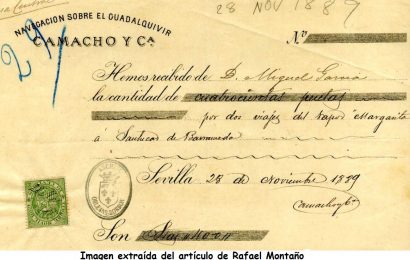 28 NOV 1889
NAVEGACION SOBRE EL GUADALQUIVIR
CAMACHO Y Cª
Nº
29
Hemos recibido de D. Miguel Garcia
la cantidad de cuatrocientas pesetas
por dos viajes del vapor Margarita
á Sanlucar de Barrameda
Sevilla 28 de Noviembre 1889
Camacho y Cª
Son
Imagen extraída del artículo de Rafael Montaño